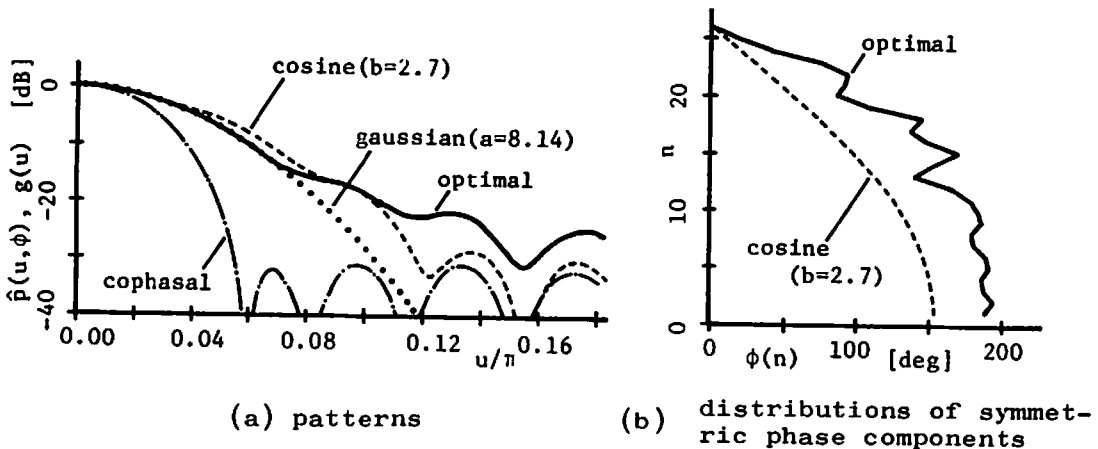 cosine(b=2.7)
gaussian(a=8.14)
optimal
cophasal
p̂(u,φ), g(u) [dB]
0
-20
-40
0.00
0.04
0.08
0.12
0.16
u/π
(a) patterns
optimal
cosine
(b=2.7)
n
20
10
0
0
100
200
φ(n)
[deg]
(b) distributions of symmet-
ric phase components